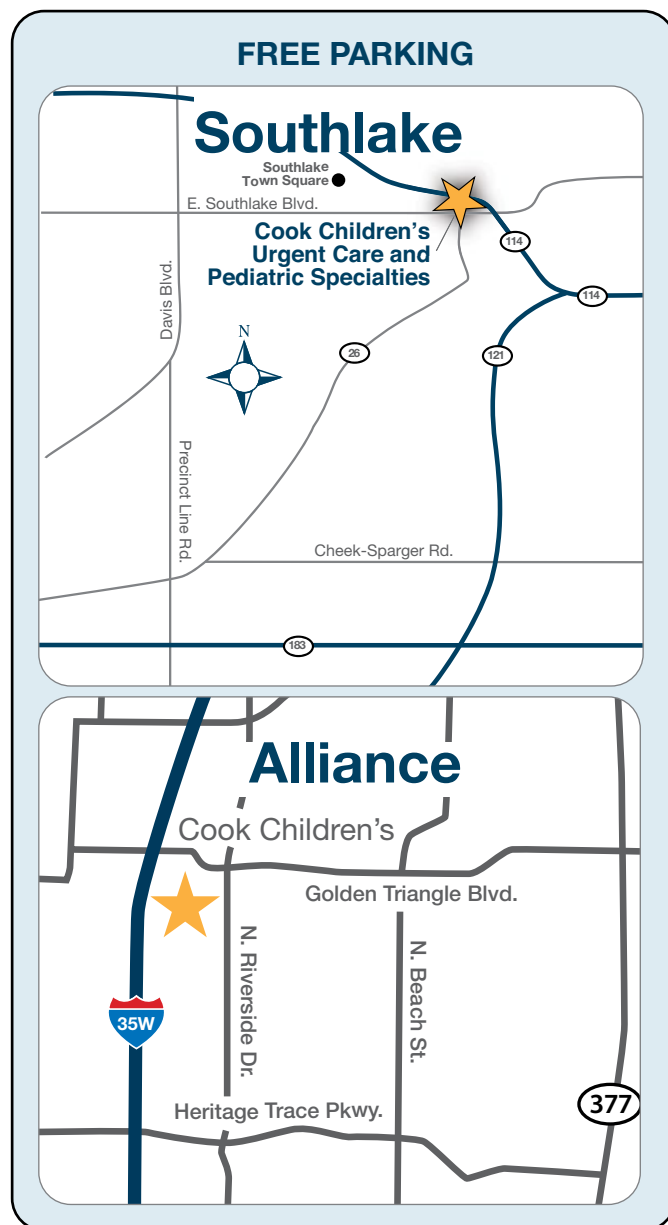 FREE PARKING
Southlake
Southlake
Town Square
E. Southlake Blvd.
Cook Children's
Urgent Care and
Pediatric Specialties
114
114
Davis Blvd.
N
26
121
Precinct Line Rd.
Cheek-Sparger Rd.
183
Alliance
Cook Children's
Golden Triangle Blvd.
N. Riverside Dr.
N. Beach St.
35W
Heritage Trace Pkwy.
377